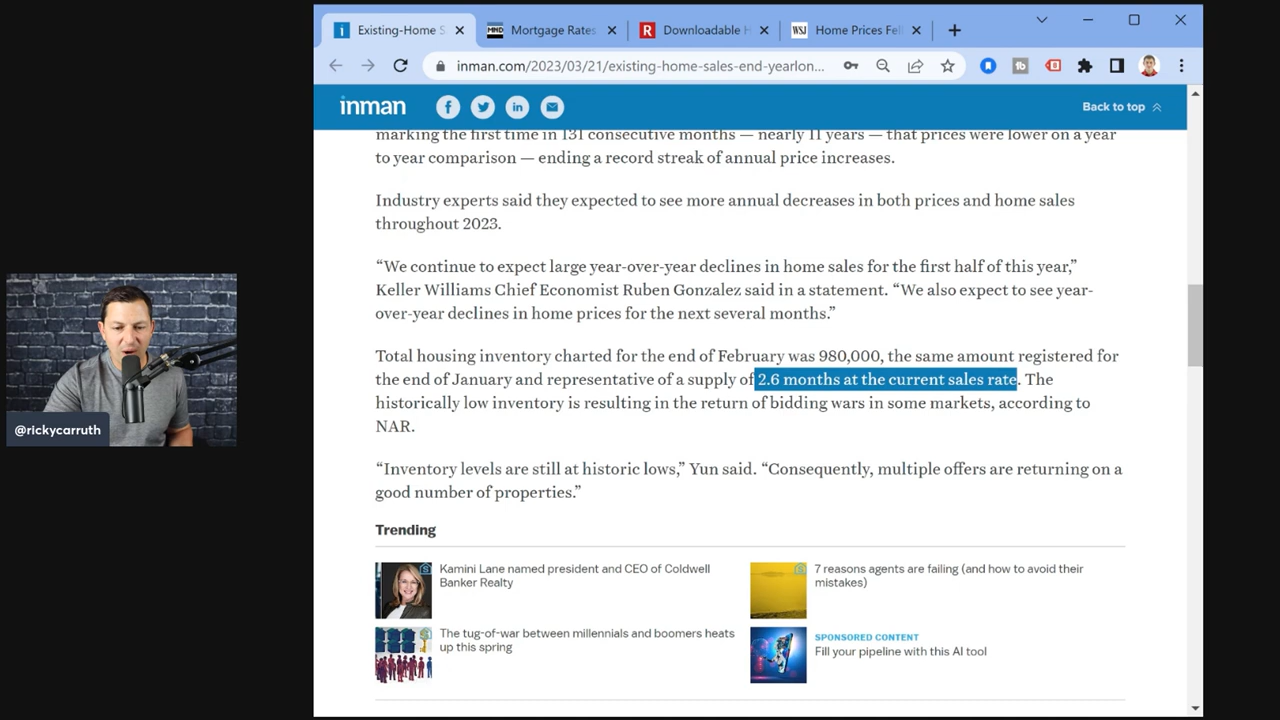 Existing-Home S
Mortgage Rates
Downloadable H
WSJ
Home Prices Fell
MND
R
inman.com/2023/03/21/existing-home-sales-end-yearlon...
inman
Back to top
marking the first time in 131 consecutive months — nearly 11 years — that prices were lower on a year
to year comparison — ending a record streak of annual price increases.
Industry experts said they expected to see more annual decreases in both prices and home sales
throughout 2023.
“We continue to expect large year-over-year declines in home sales for the first half of this year,”
Keller Williams Chief Economist Ruben Gonzalez said in a statement. “We also expect to see year-
over-year declines in home prices for the next several months.”
Total housing inventory charted for the end of February was 980,000, the same amount registered for
the end of January and representative of a supply of 2.6 months at the current sales rate. The
historically low inventory is resulting in the return of bidding wars in some markets, according to
NAR.
“Inventory levels are still at historic lows,” Yun said. “Consequently, multiple offers are returning on a
good number of properties.”
Trending
Kamini Lane named president and CEO of Coldwell
Banker Realty
7 reasons agents are failing (and how to avoid their
mistakes)
The tug-of-war between millennials and boomers heats
up this spring
SPONSORED CONTENT
Fill your pipeline with this AI tool
@rickycarruth